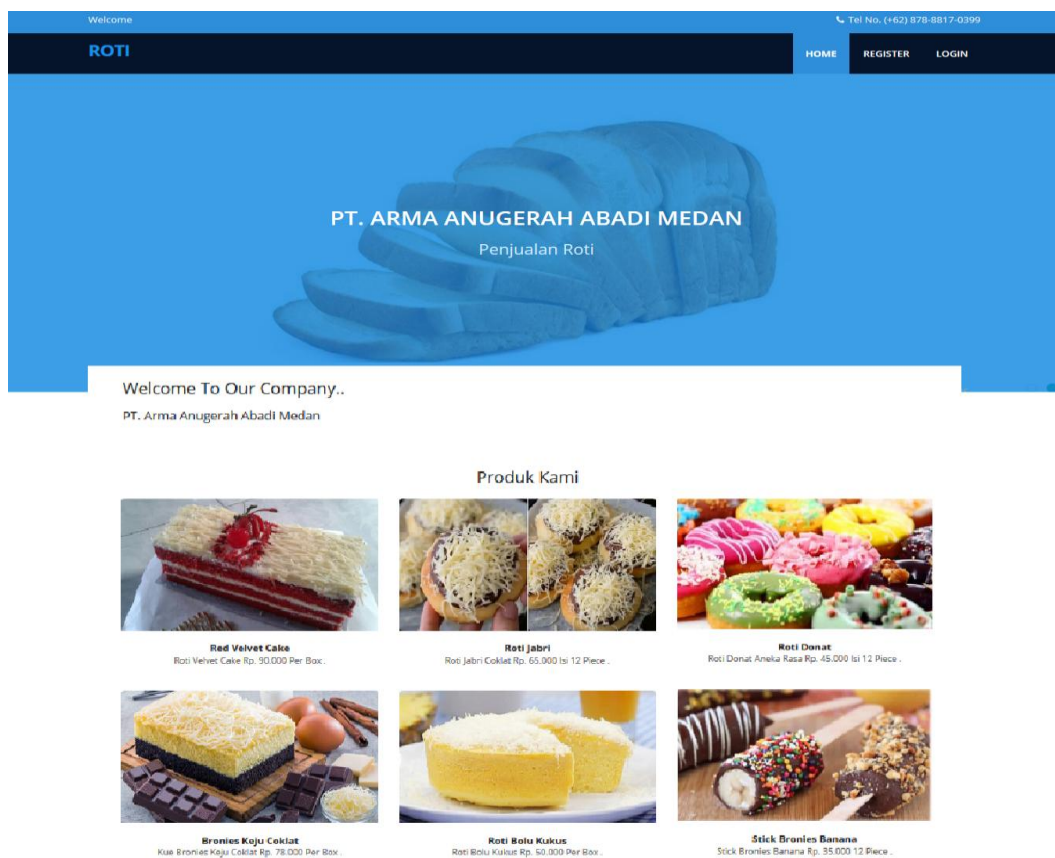 Welcome
Tel No. (+62) 878-8817-0399
ROTI
HOME REGISTER LOGIN
PT. ARMA ANUGERAH ABADI MEDAN
Penjualan Roti
Welcome To Our Company..
PT. Arma Anugerah Abadi Medan
Produk Kami
Red Velvet Cake
Roti Velvet Cake Rp. 90.000 Per Box .
Roti Jabri
Roti Jabri Coklat Rp. 65.000 Isi 12 Piece .
Roti Donat
Roti Donat Aneka Rasa Rp. 45.000 Isi 12 Piece .
Bronies Keju Coklat
Kue Bronies Keju Coklat Rp. 78.000 Per Box .
Roti Bolu Kukus
Roti Bolu Kukus Rp. 50.000 Per Box .
Stick Bronies Banana
Stick Bronies Banana Rp. 35.000 12 Piece .